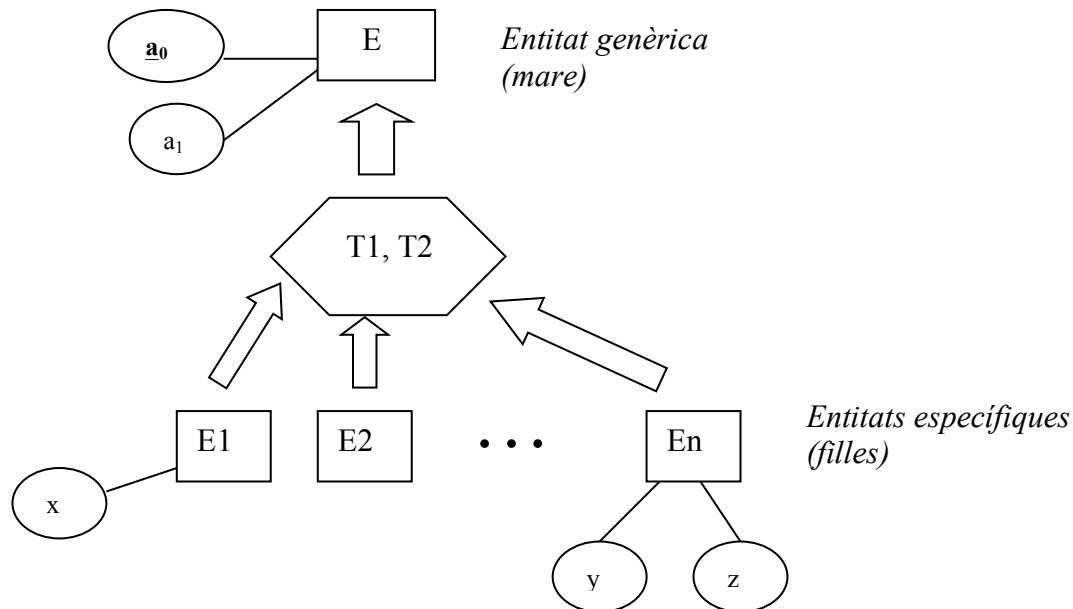 a₀
E
Entitat genèrica
(mare)
a₁
T1, T2
E1
E2
• • •
En
Entitats específiques
(filles)
x
y
z